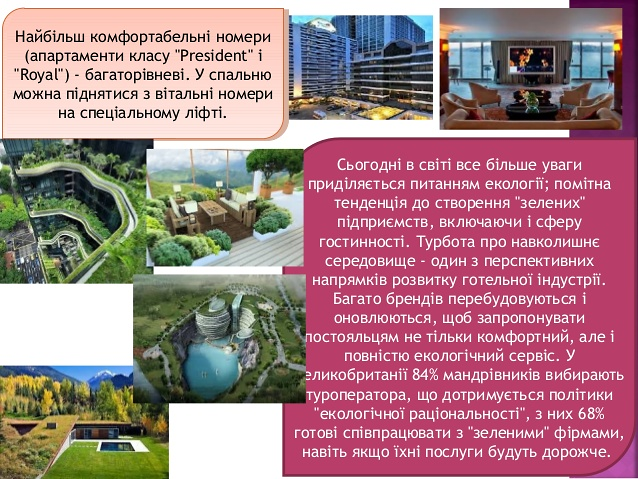 Найбільш комфортабельні номери
(апартаменти класу "President" і
"Royal") - багаторівневі. У спальню
можна піднятися з вітальні номери
на спеціальному ліфті.
Сьогодні в світі все більше уваги
приділяється питанням екології; помітна
тенденція до створення "зелених"
підприємств, включаючи і сферу
гостинності. Турбота про навколишнє
середовище - один з перспективних
напрямків розвитку готельної індустрії.
Багато брендів перебудовуються і
оновлюються, щоб запропонувати
постояльцям не тільки комфортний, але і
повністю екологічний сервіс. У
еликобританії 84% мандрівників вибирають
туроператора, що дотримується політики
"екологічної раціональності", з них 68%
готові співпрацювати з "зеленими" фірмами,
навіть якщо їхні послуги будуть дорожче.